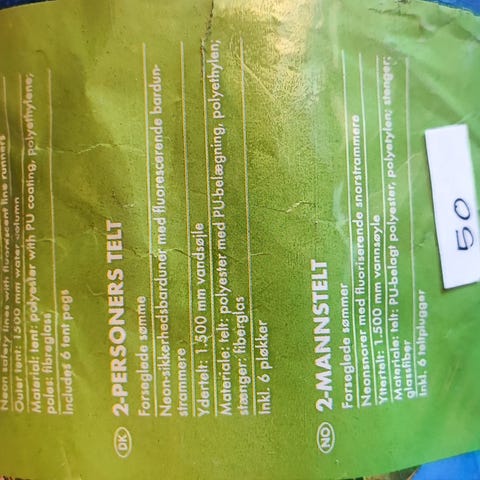 Neon safety lines with fluorescent line runners
Outer tent: 1500 mm water column
Material: tent: polyester with PU coating, polyethylene;
poles: fibreglass
Includes 6 tent pegs
DK 2-PERSONERS TELT
Forseglede sømme
Neon-sikkerhedsbarduner med fluorescerende bardun-
strammere
Ydertelt: 1.500 mm vandsøjle
Materiale: telt: polyester med PU-belægning, polyethylen;
stænger: fiberglas
Inkl. 6 pløkker
NO 2-MANNSTELT
Forseglede sømmer
Neonsnorer med fluoriserende snorstrammere
Yttertelt: 1.500 mm vannsøyle
Materiale: telt: PU-belagt polyester, polyetylen; stenger:
glassfiber
Inkl. 6 teltplugger
50